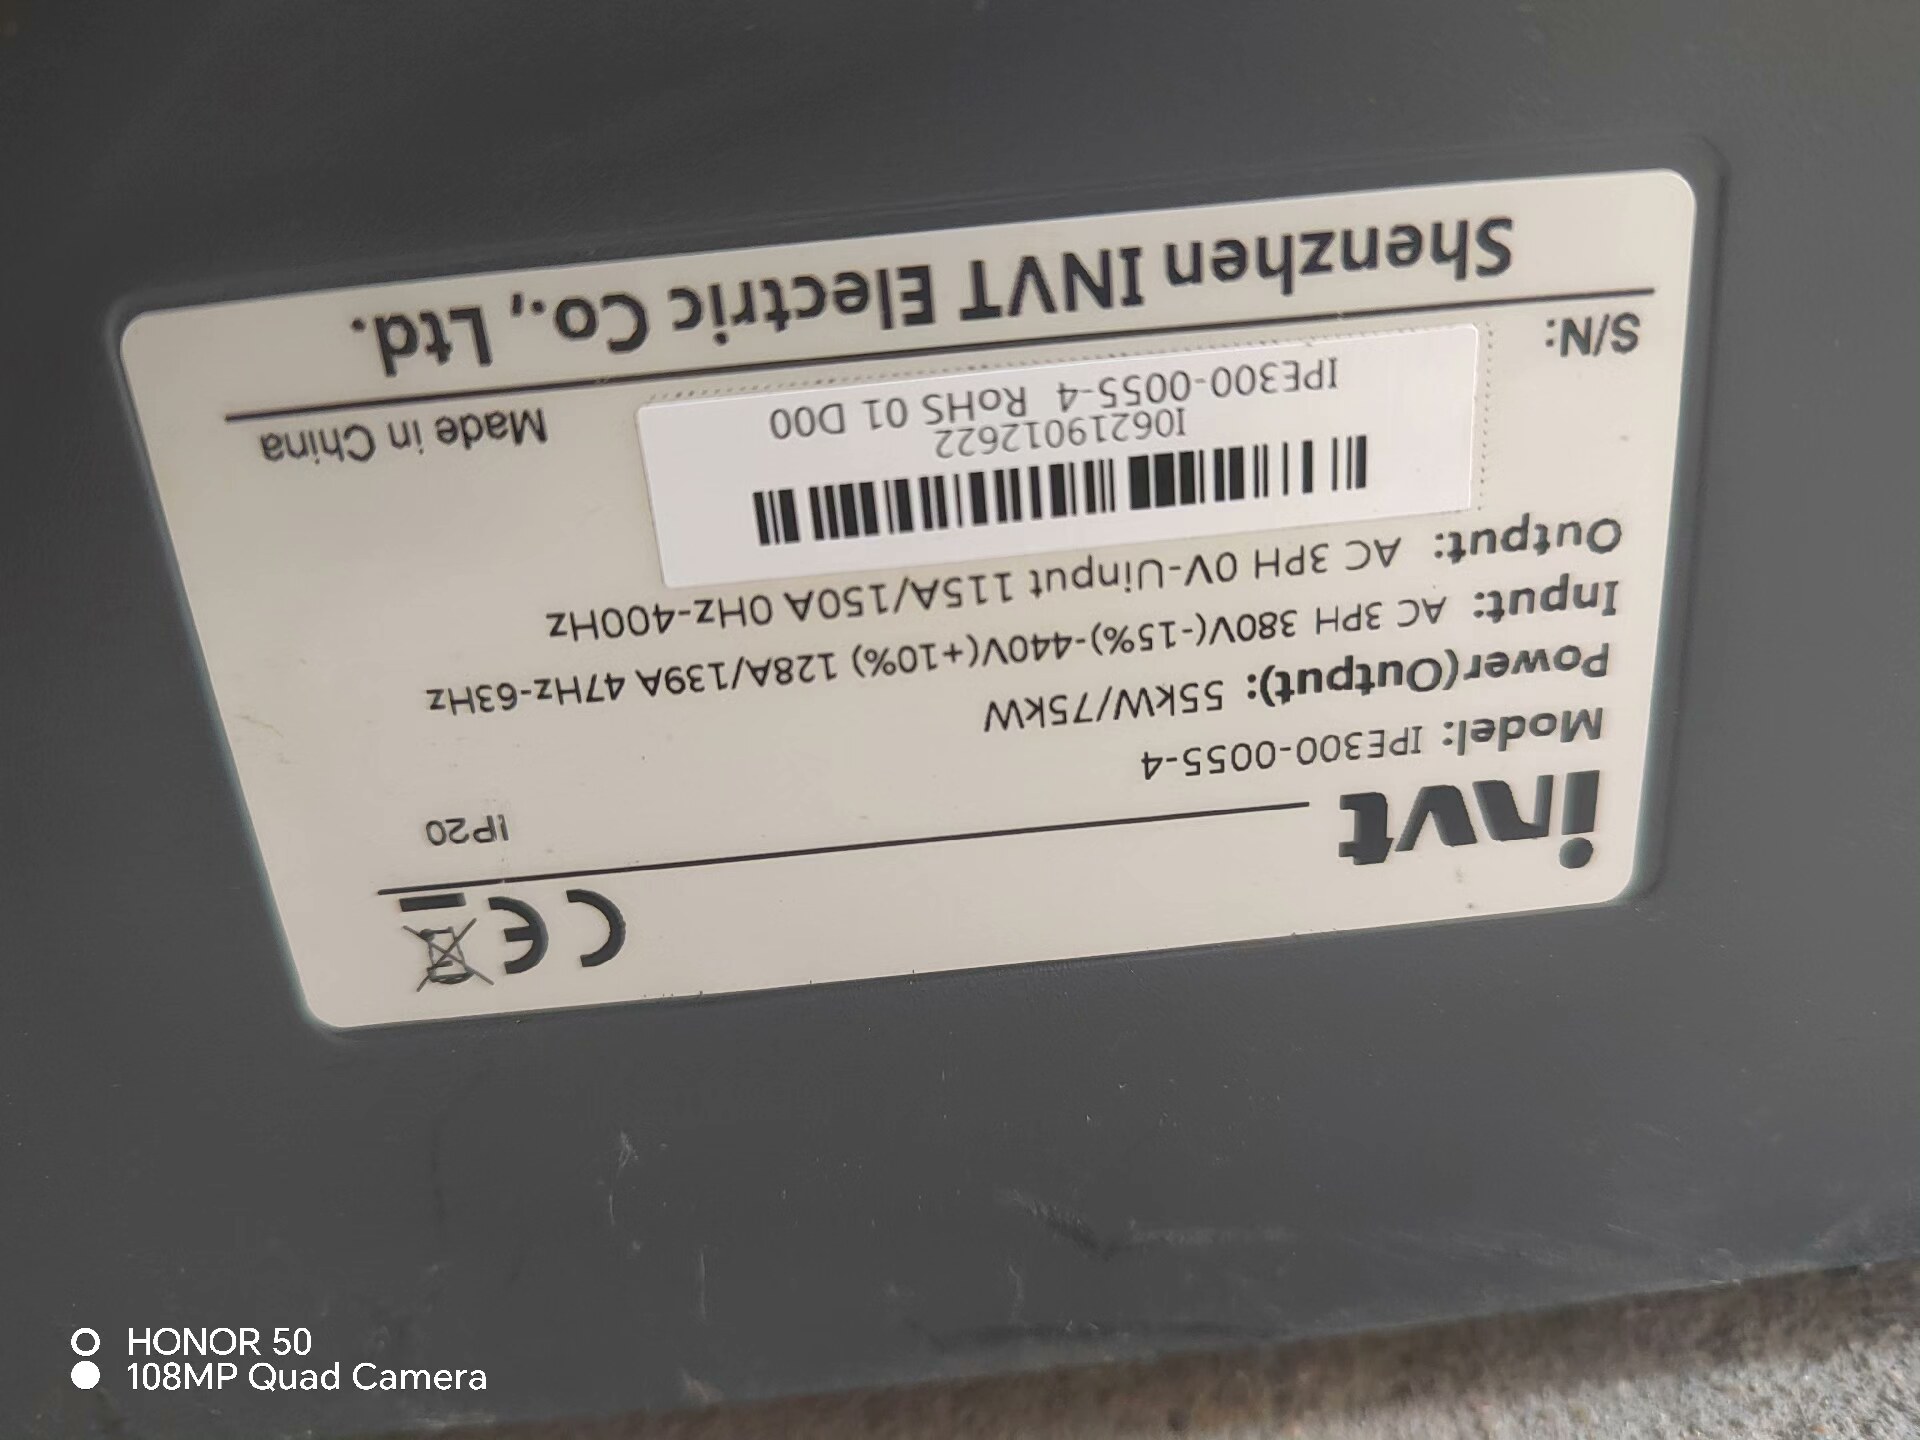 invt
CE
Model: IPE300-0055-4
IP20
Power(Output): 55kW/75kW
Input: AC 3PH 380V(-15%)-440V(+10%) 128A/139A 47Hz-63Hz
Output: AC 3PH 0V-Uinput 115A/150A 0Hz-400Hz
I06219012622
IPE300-0055-4 RoHS 01 D00
S/N:
Made in China
Shenzhen INVT Electric Co., Ltd.
HONOR 50
108MP Quad Camera